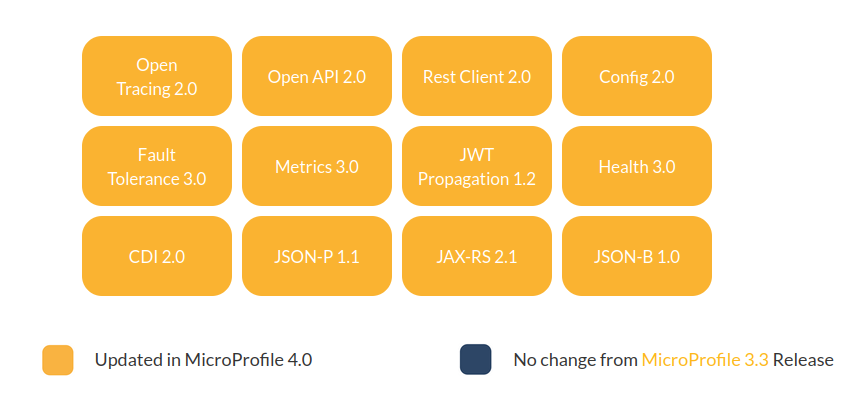 Open
Tracing 2.0
Open API 2.0
Rest Client 2.0
Config 2.0
Fault
Tolerance 3.0
Metrics 3.0
JWT
Propagation 1.2
Health 3.0
CDI 2.0
JSON-P 1.1
JAX-RS 2.1
JSON-B 1.0
Updated in MicroProfile 4.0
No change from MicroProfile 3.3 Release